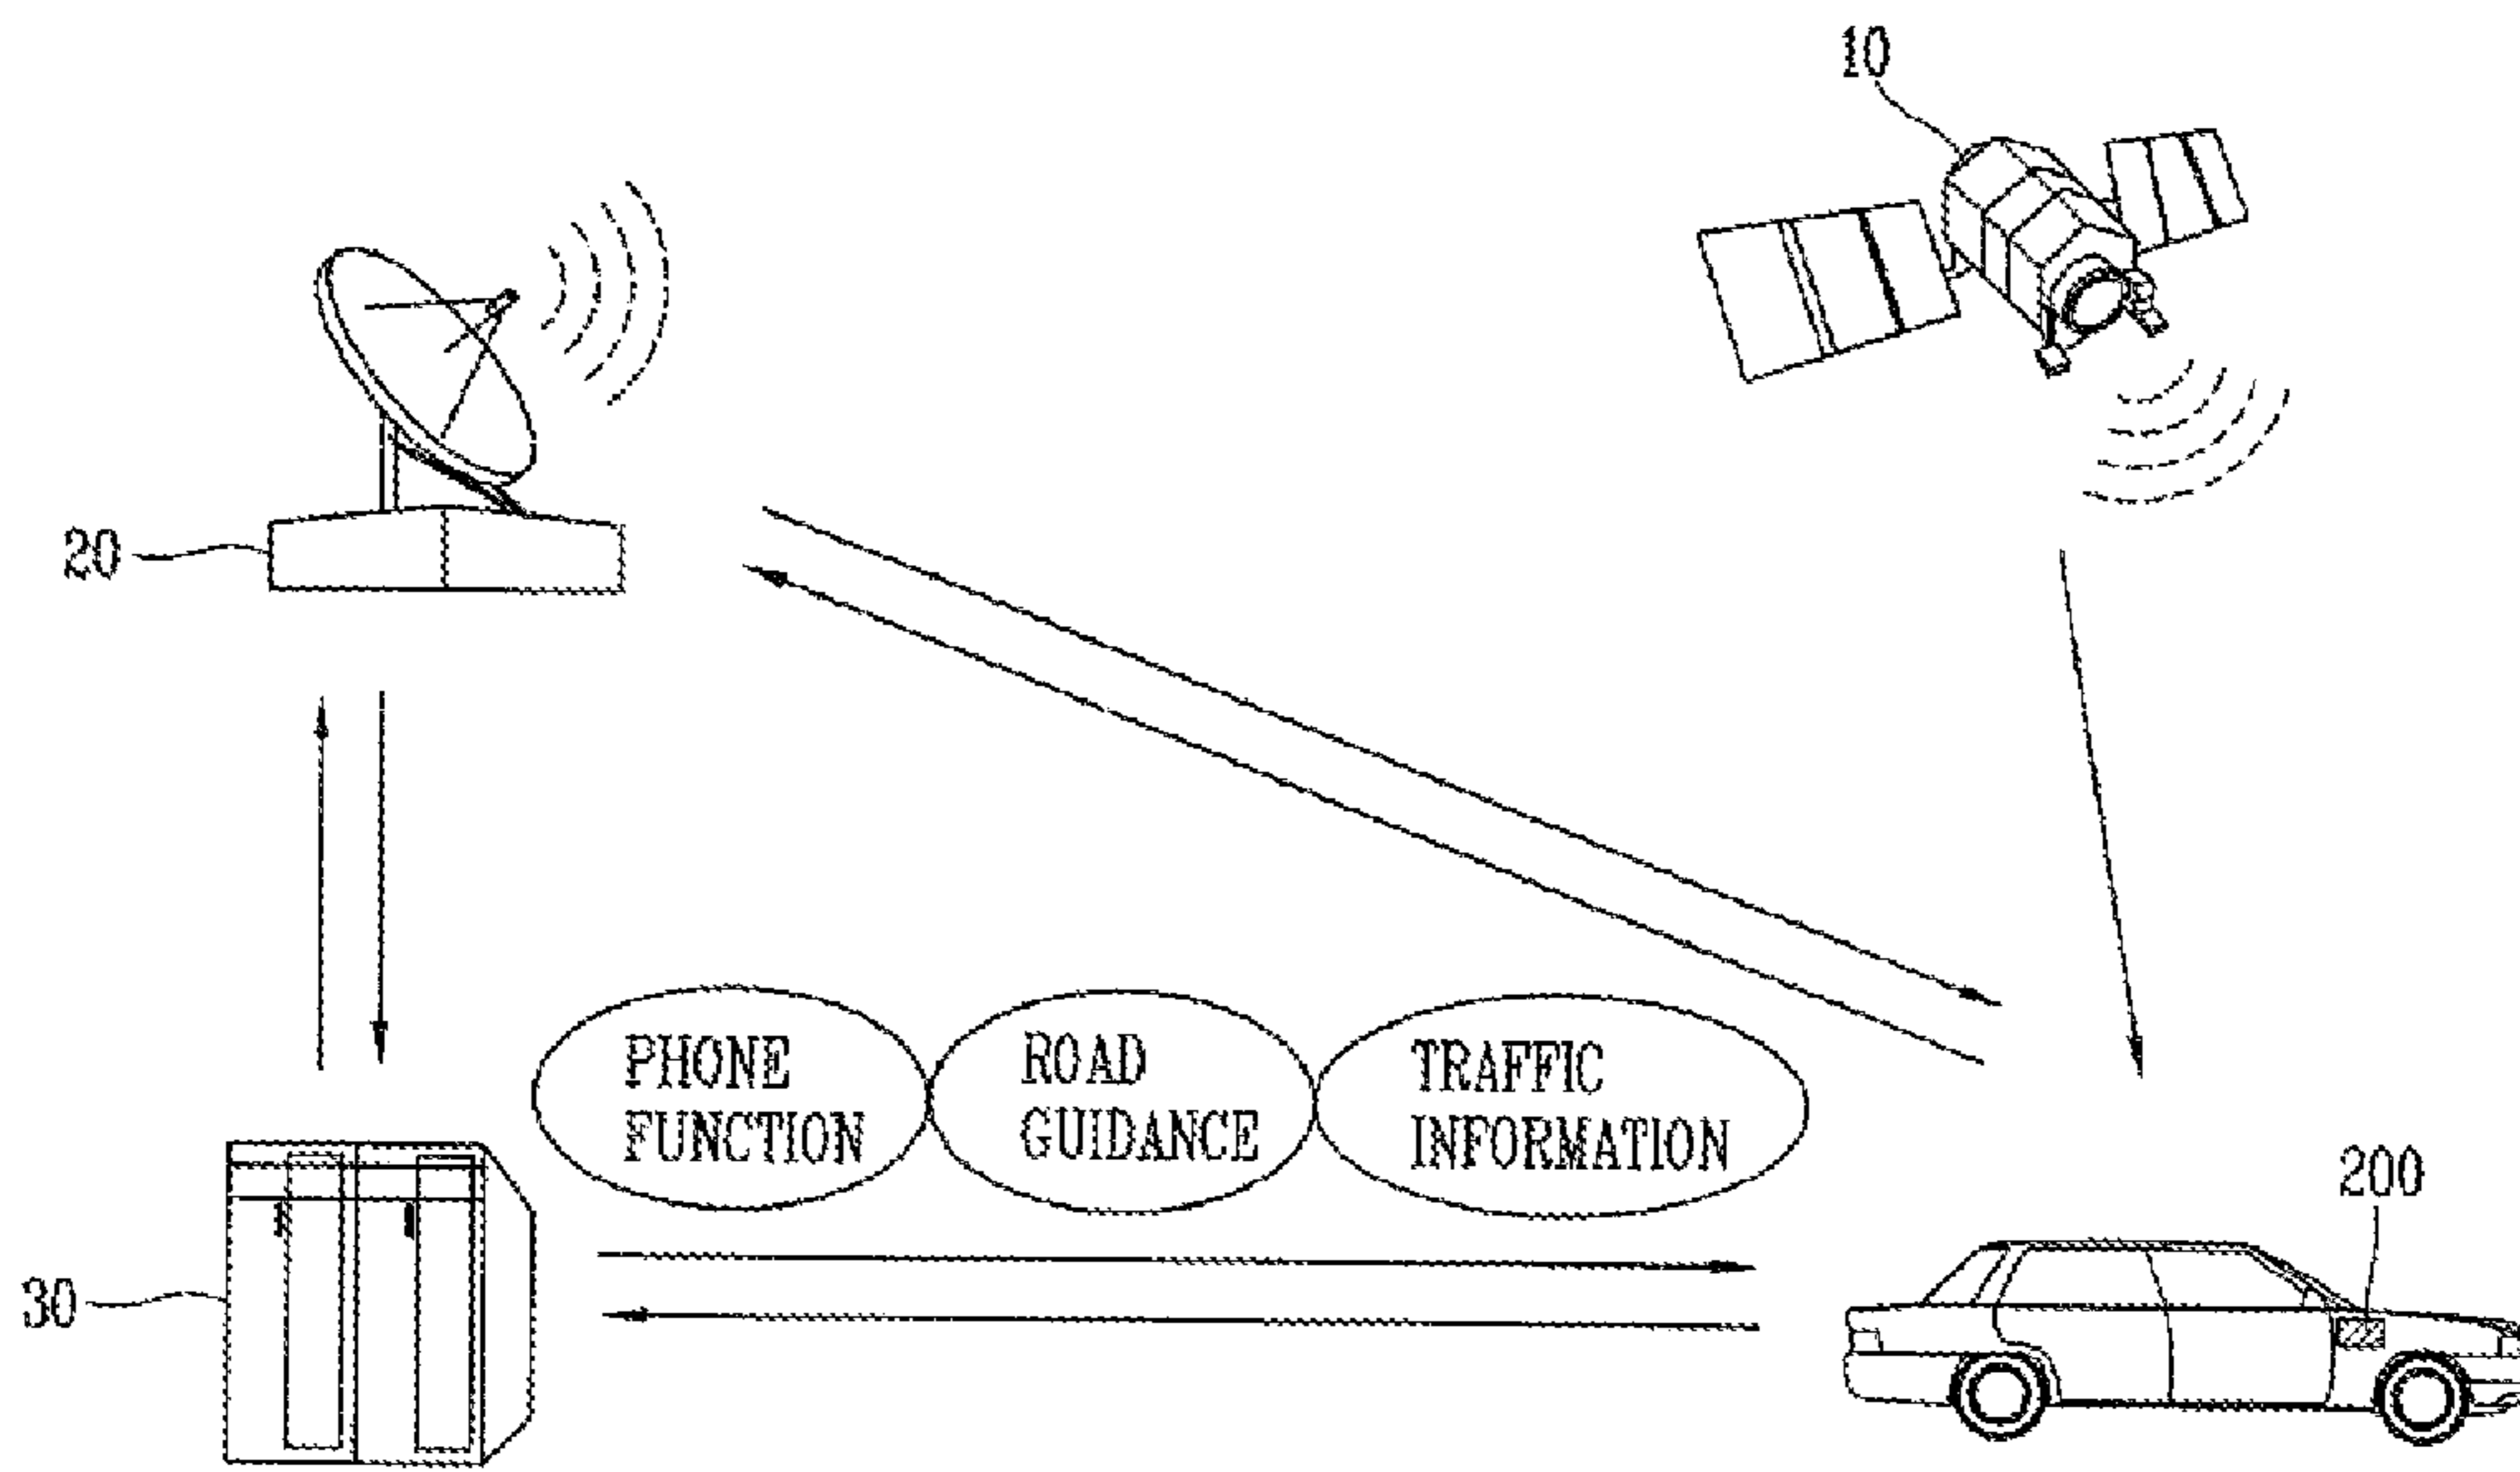 10
20
PHONE
FUNCTION
ROAD
GUIDANCE
TRAFFIC
INFORMATION
200
30